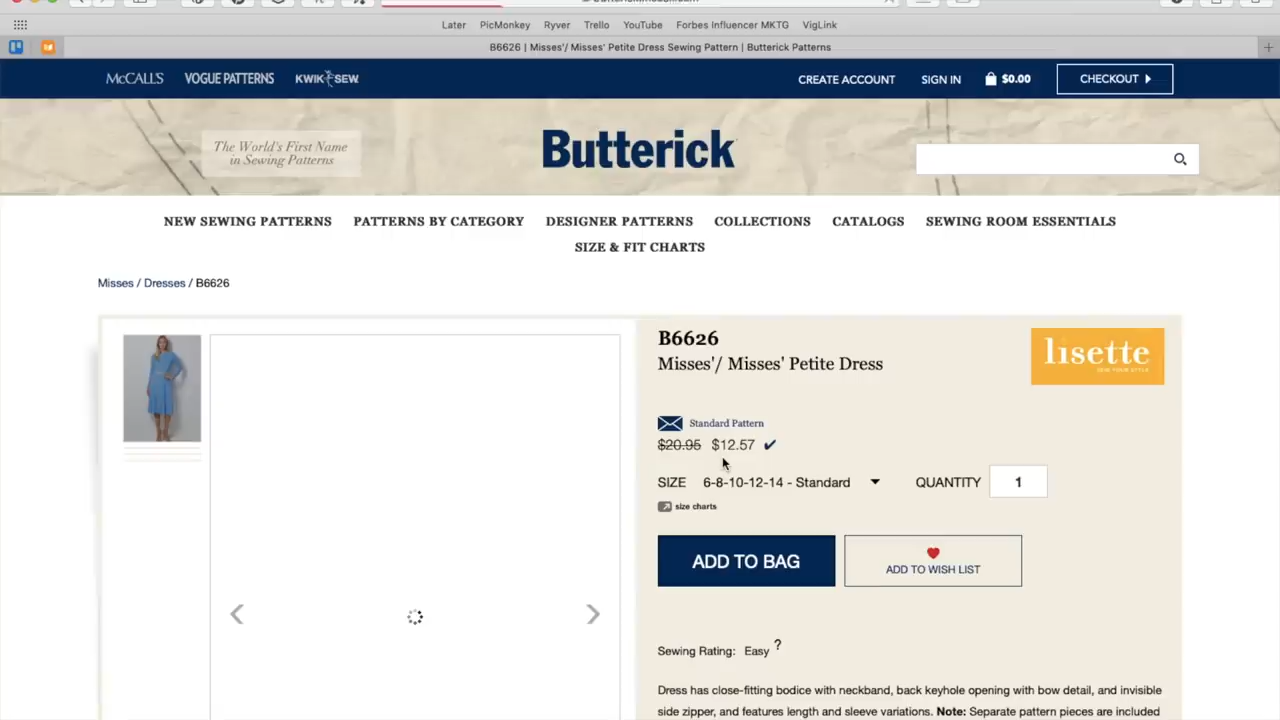 Later PicMonkey Ryver Trello YouTube Forbes Influencer MKTG VigLink
B6626 | Misses'/ Misses' Petite Dress Sewing Pattern | Butterick Patterns
McCALL'S VOGUE PATTERNS KWIK SEW CREATE ACCOUNT SIGN IN $0.00 CHECKOUT
The World's First Name
in Sewing Patterns
Butterick
NEW SEWING PATTERNS PATTERNS BY CATEGORY DESIGNER PATTERNS COLLECTIONS CATALOGS SEWING ROOM ESSENTIALS
SIZE & FIT CHARTS
Misses / Dresses / B6626
B6626
Misses'/ Misses' Petite Dress
lisette
SEW YOUR STYLE
Standard Pattern
$20.95 $12.57
SIZE 6-8-10-12-14 - Standard QUANTITY 1
size charts
ADD TO BAG
ADD TO WISH LIST
Sewing Rating: Easy ?
Dress has close-fitting bodice with neckband, back keyhole opening with bow detail, and invisible
side zipper, and features length and sleeve variations. Note: Separate pattern pieces are included